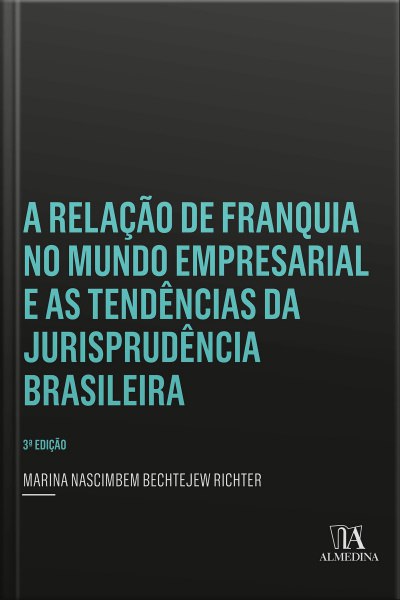 A RELAÇÃO DE FRANQUIA
NO MUNDO EMPRESARIAL
E AS TENDÊNCIAS DA
JURISPRUDÊNCIA
BRASILEIRA
3ª EDIÇÃO
MARINA NASCIMBEM BECHTEJEW RICHTER
ALMEDINA